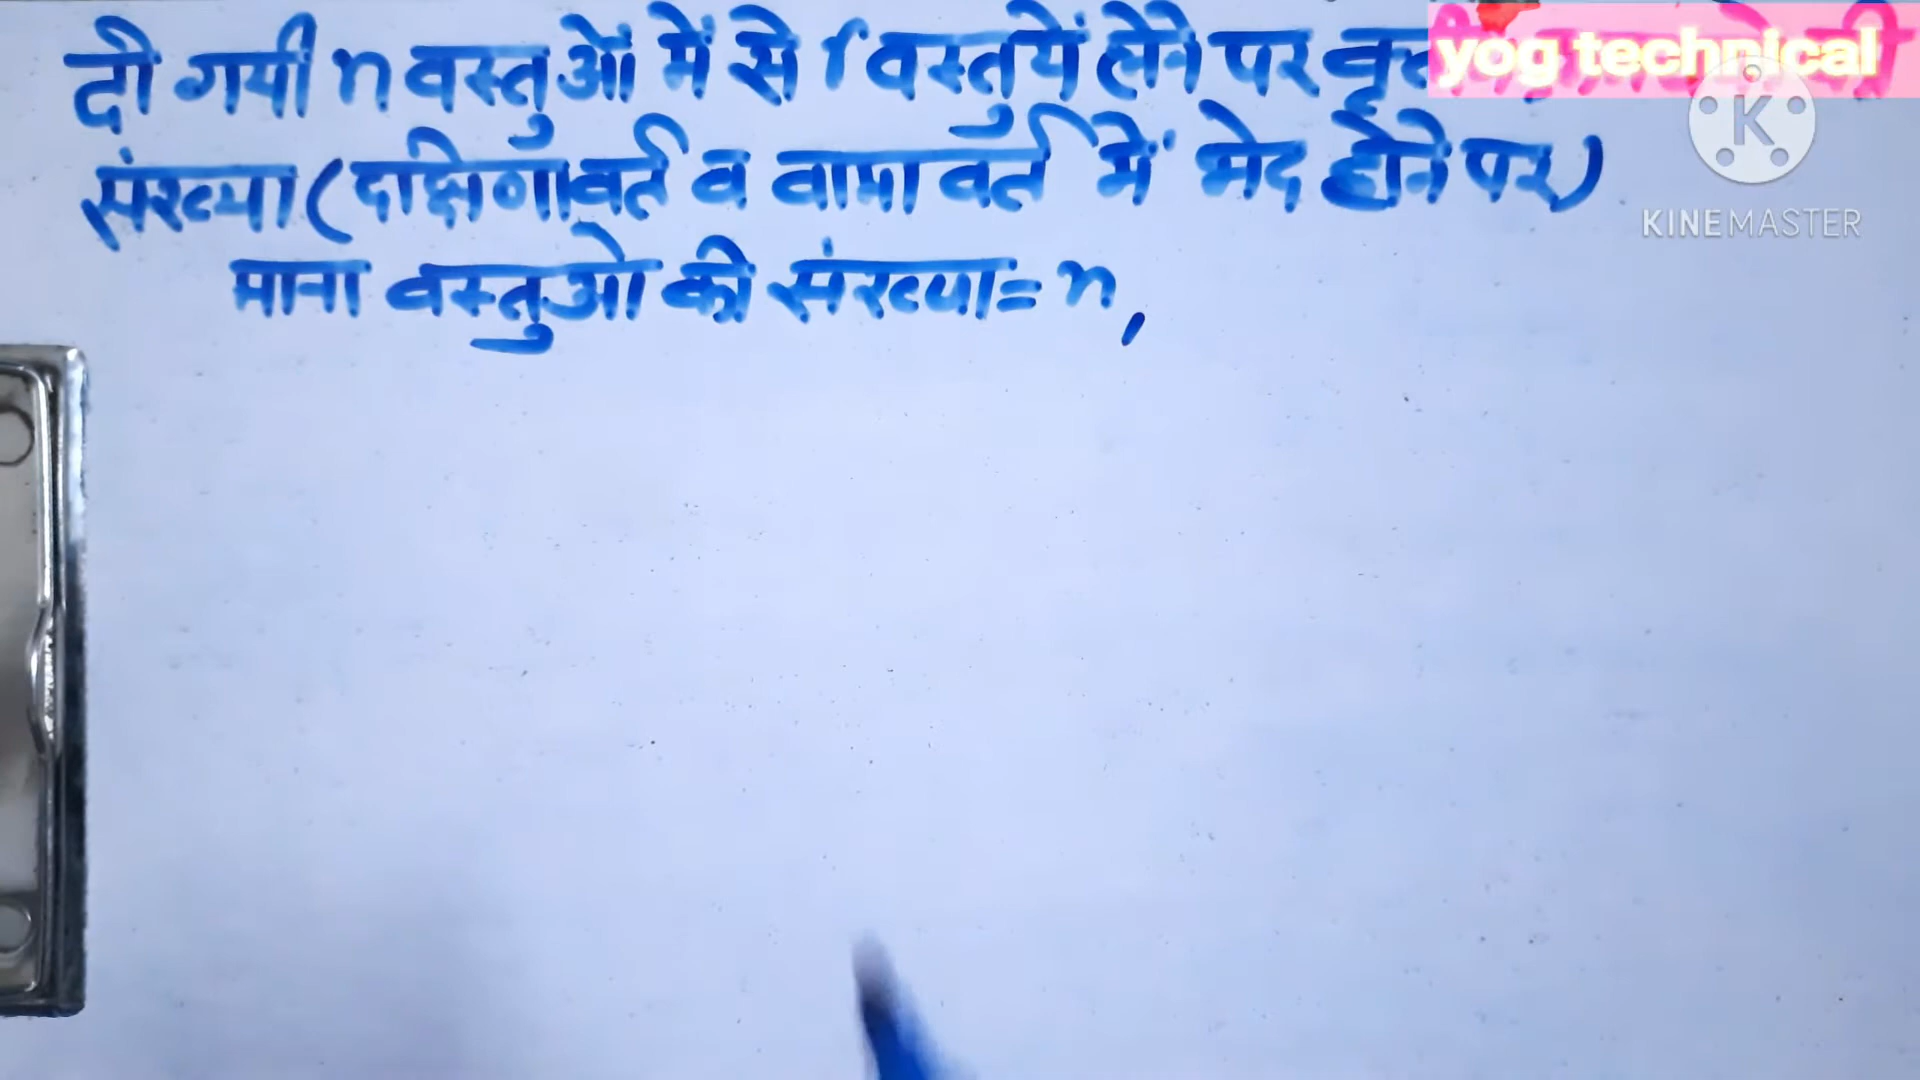 दी गयी n वस्तुओं में से r वस्तुयें लेने पर
yog technical
संख्या (दक्षिणावर्त व वामावर्त में भेद होने पर)
K
KINEMASTER
माना वस्तुओ की संख्या = n,